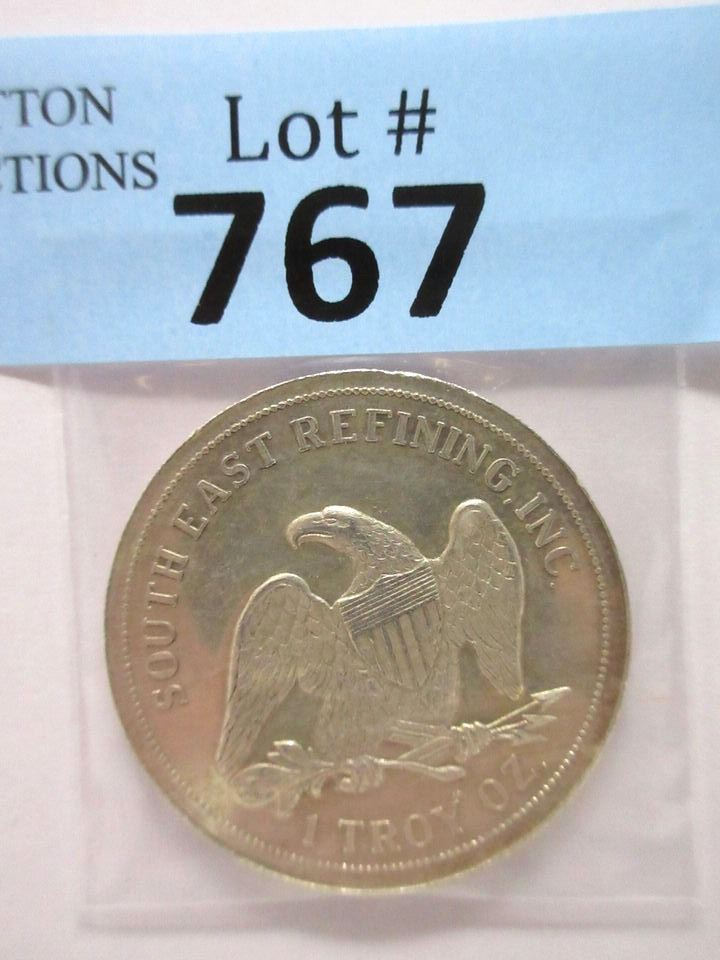 TTON
CTIONS
Lot #
767
SOUTH EAST REFINING, INC.
1 TROY OZ.